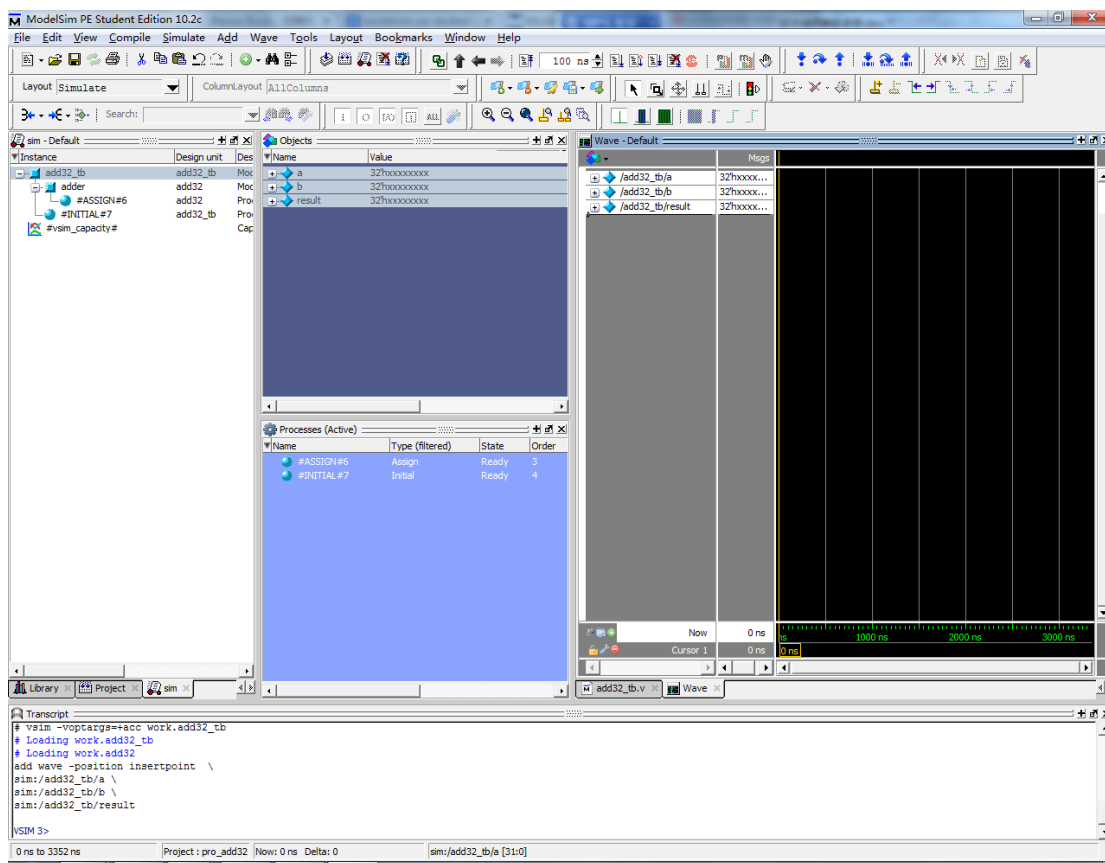 ModelSim PE Student Edition 10.2c
File Edit View Compile Simulate Add Wave Tools Layout Bookmarks Window Help
100 ns
Layout Simulate
ColumnLayout AllColumns
Search:
sim - Default
Instance Design unit Des
add32_tb add32_tb Mod
adder add32 Mod
#ASSIGN#6 add32 Pro
#INITIAL#7 add32_tb Pro
#vsim_capacity# Cap
Library Project sim
Objects
Name Value
a 32'hxxxxxxxx
b 32'hxxxxxxxx
result 32'hxxxxxxxx
Processes (Active)
Name Type (filtered) State Order
#ASSIGN#6 Assign Ready 3
#INITIAL#7 Initial Ready 4
Wave - Default
Msgs
/add32_tb/a 32'hxxxx...
/add32_tb/b 32'hxxxx...
/add32_tb/result 32'hxxxx...
Now 0 ns
Cursor 1 0 ns
ns 1000 ns 2000 ns 3000 ns
0 ns
add32_tb.v Wave
Transcript
# vsim -voptargs=+acc work.add32_tb
# Loading work.add32_tb
# Loading work.add32
add wave -position insertpoint \
sim:/add32_tb/a \
sim:/add32_tb/b \
sim:/add32_tb/result
VSIM 3>
0 ns to 3352 ns Project : pro_add32 Now: 0 ns Delta: 0 sim:/add32_tb/a [31:0]